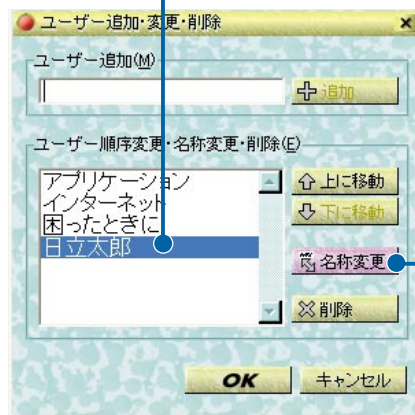 ユーザー追加・変更・削除
ユーザー追加(M)
追加
ユーザー順序変更・名称変更・削除(E)
アプリケーション
インターネット
困ったときに
日立太郎
上に移動
下に移動
名称変更
削除
OK
キャンセル